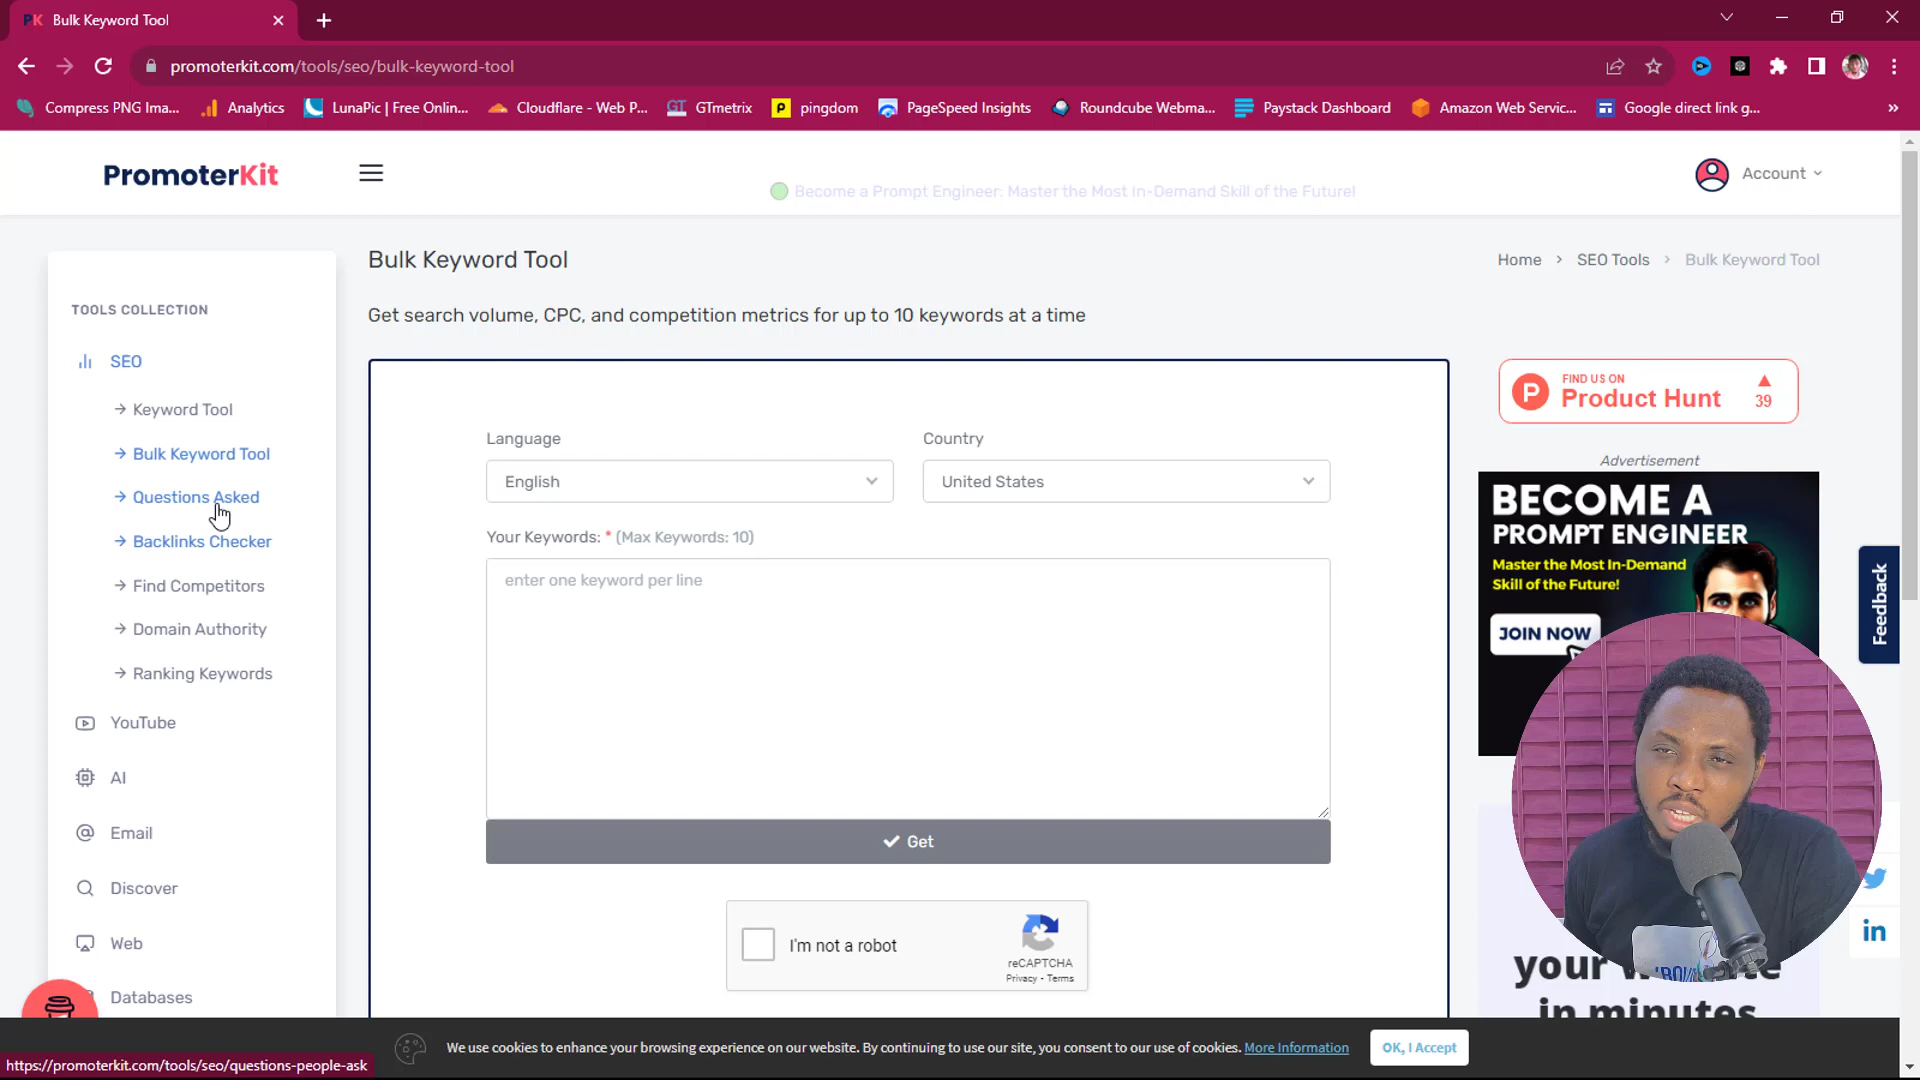 PK Bulk Keyword Tool
promoterkit.com/tools/seo/bulk-keyword-tool
Compress PNG Ima...
Analytics
LunaPic | Free Onlin...
Cloudflare - Web P...
GTmetrix
pingdom
PageSpeed Insights
Roundcube Webma...
Paystack Dashboard
Amazon Web Servic...
Google direct link g...
PromoterKit
Become a Prompt Engineer: Master the Most In-Demand Skill of the Future!
Account
Bulk Keyword Tool
Home > SEO Tools > Bulk Keyword Tool
Get search volume, CPC, and competition metrics for up to 10 keywords at a time
TOOLS COLLECTION
SEO
Keyword Tool
Bulk Keyword Tool
Questions Asked
Backlinks Checker
Find Competitors
Domain Authority
Ranking Keywords
YouTube
AI
Email
Discover
Web
Databases
Language
English
Country
United States
Your Keywords: * (Max Keywords: 10)
enter one keyword per line
Get
I'm not a robot
reCAPTCHA
Privacy - Terms
FIND US ON
Product Hunt
39
Advertisement
BECOME A
PROMPT ENGINEER
Master the Most In-Demand
Skill of the Future!
JOIN NOW
Feedback
in minutes
We use cookies to enhance your browsing experience on our website. By continuing to use our site, you consent to our use of cookies. More Information
OK, I Accept
https://promoterkit.com/tools/seo/questions-people-ask